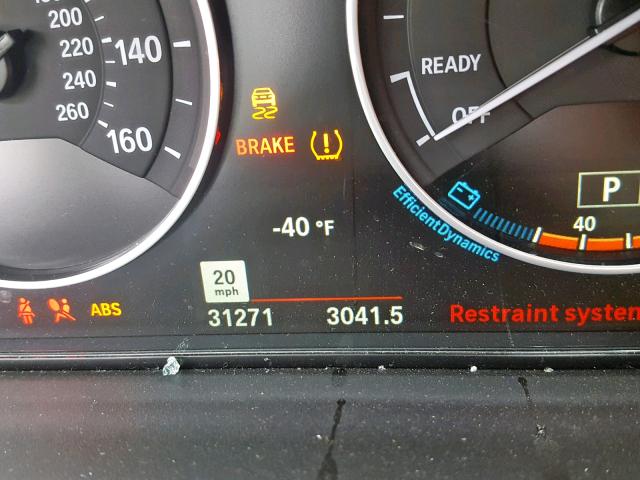 200
220
240
260
140
160
READY
OFF
BRAKE
P
-40 °F
40
EfficientDynamics
20
mph
ABS
31271
3041.5
Restraint system